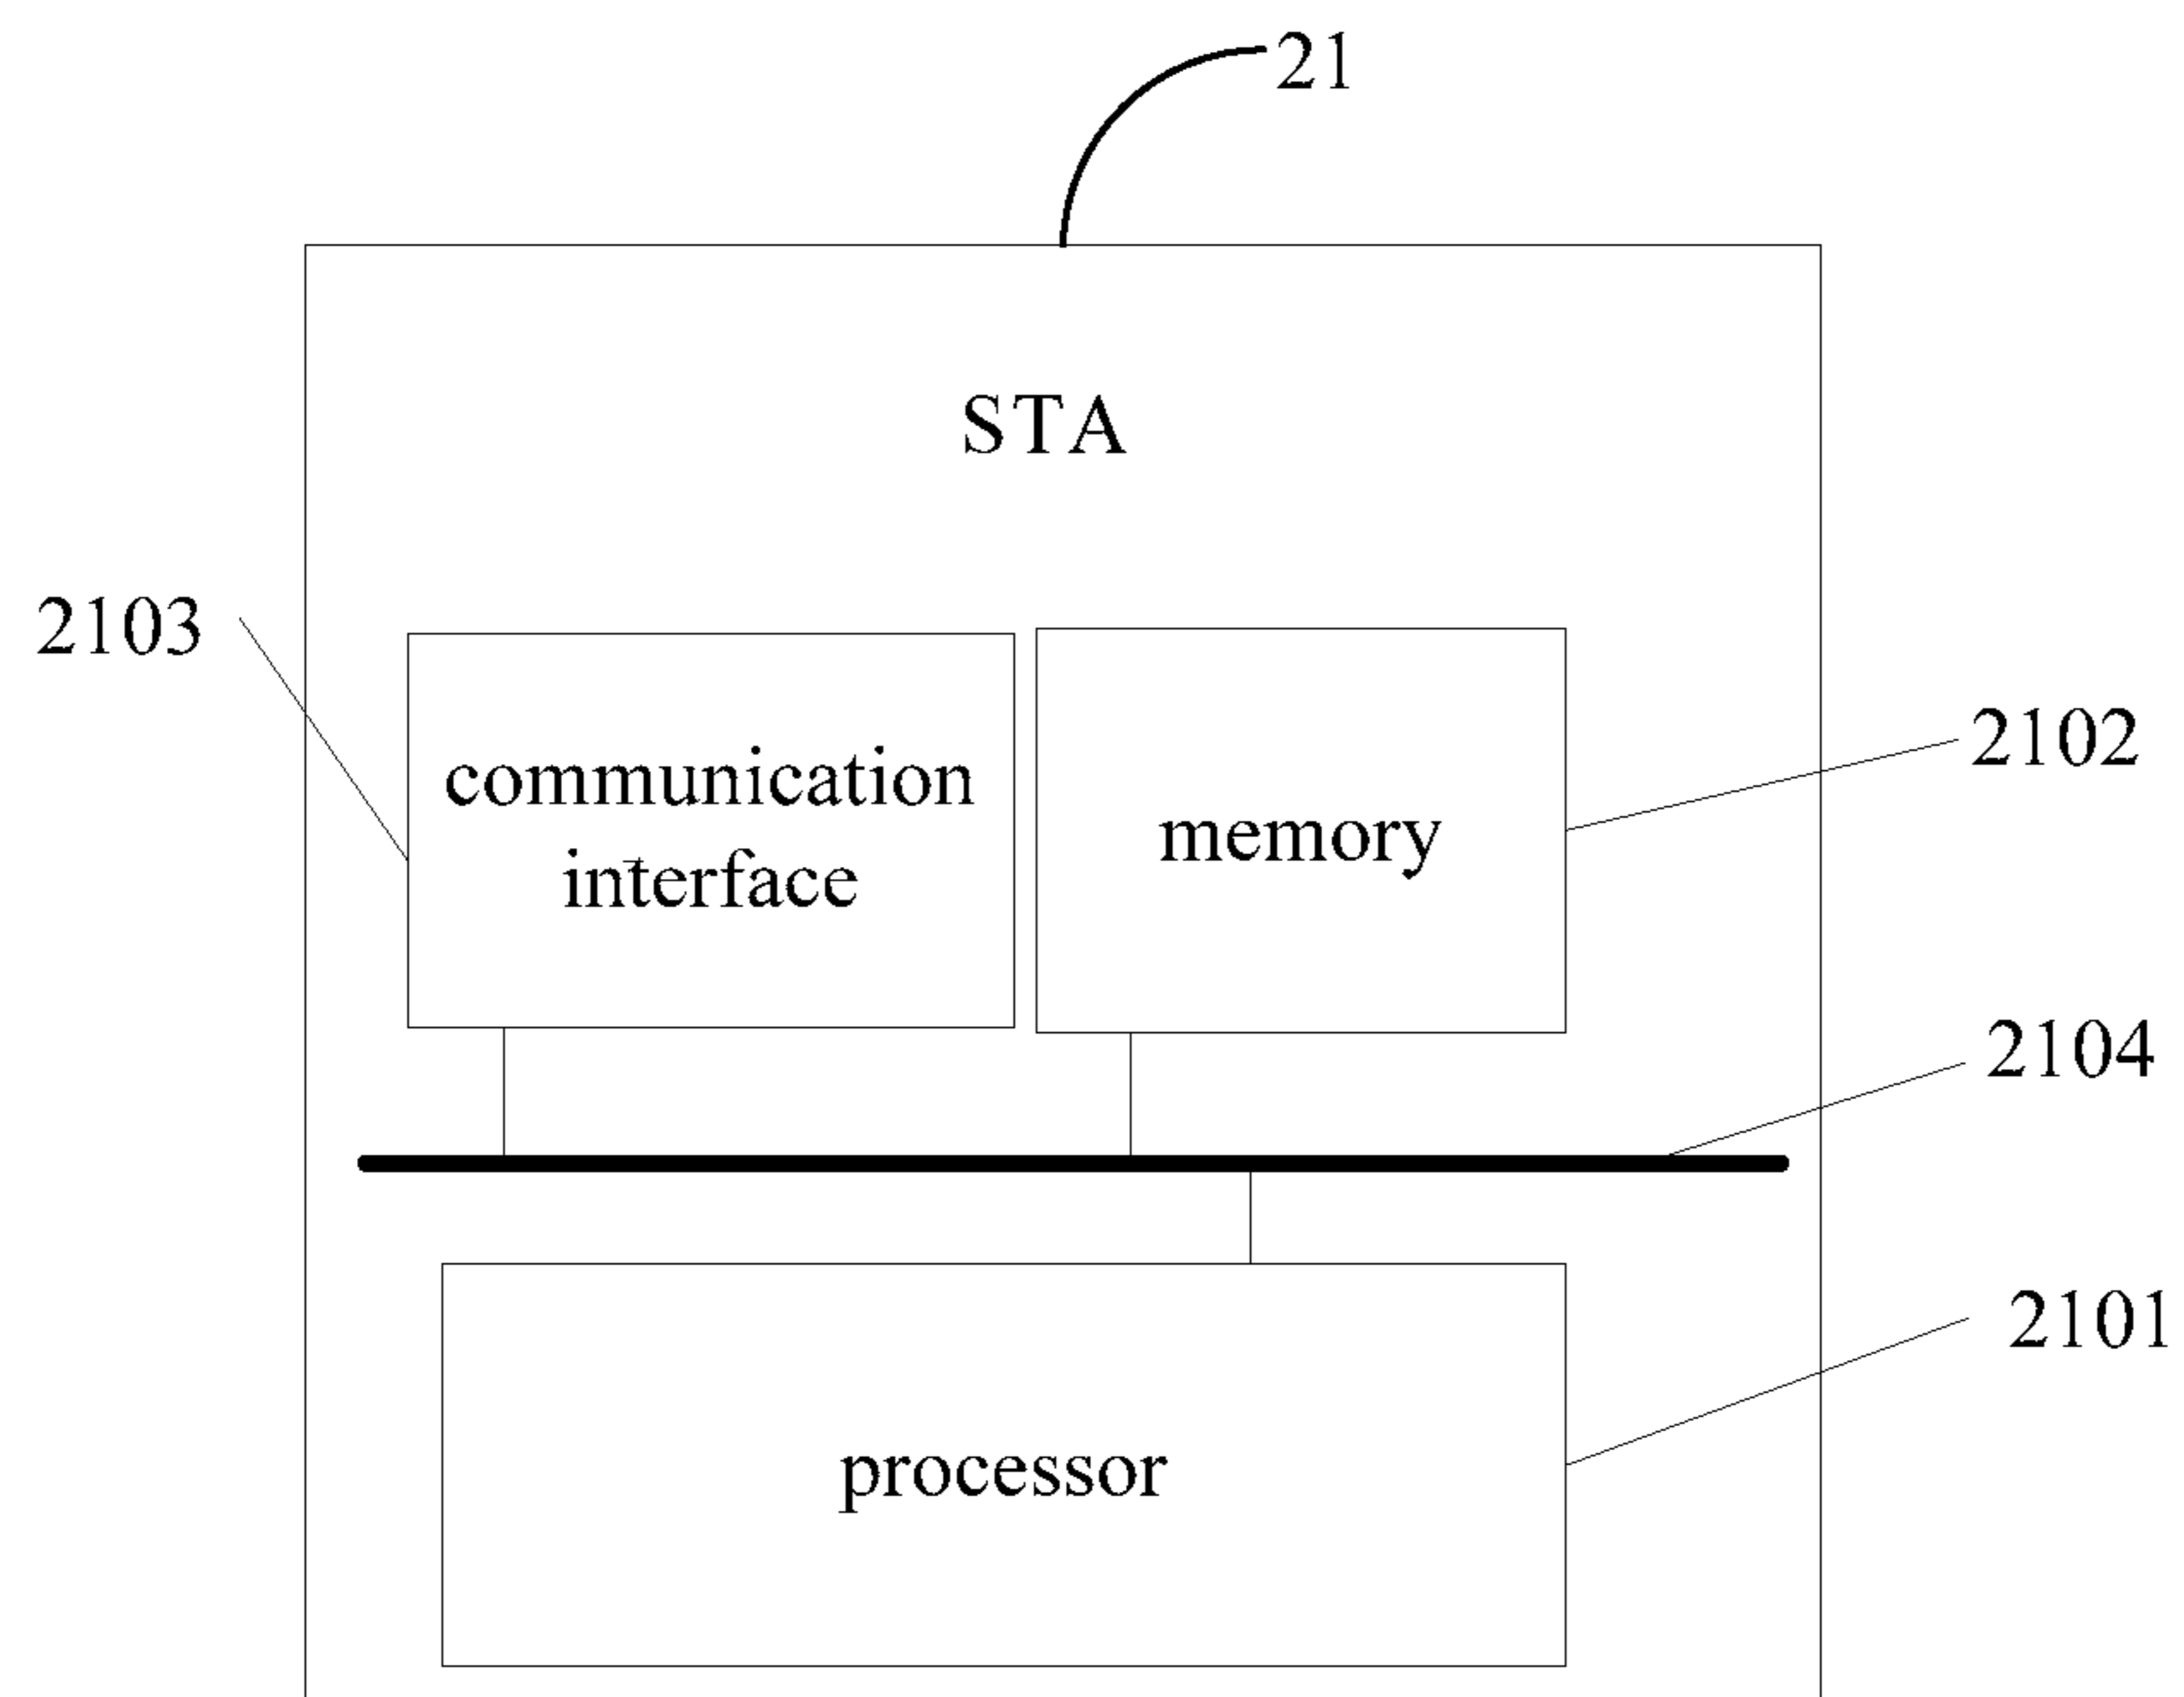 21
STA
2103
communication
interface
memory
2102
2104
2101
processor